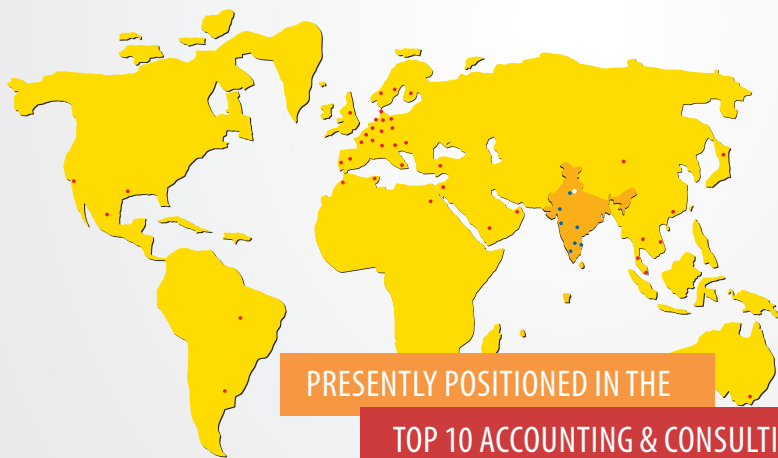 PRESENTLY POSITIONED IN THE
TOP 10 ACCOUNTING & CONSULTI